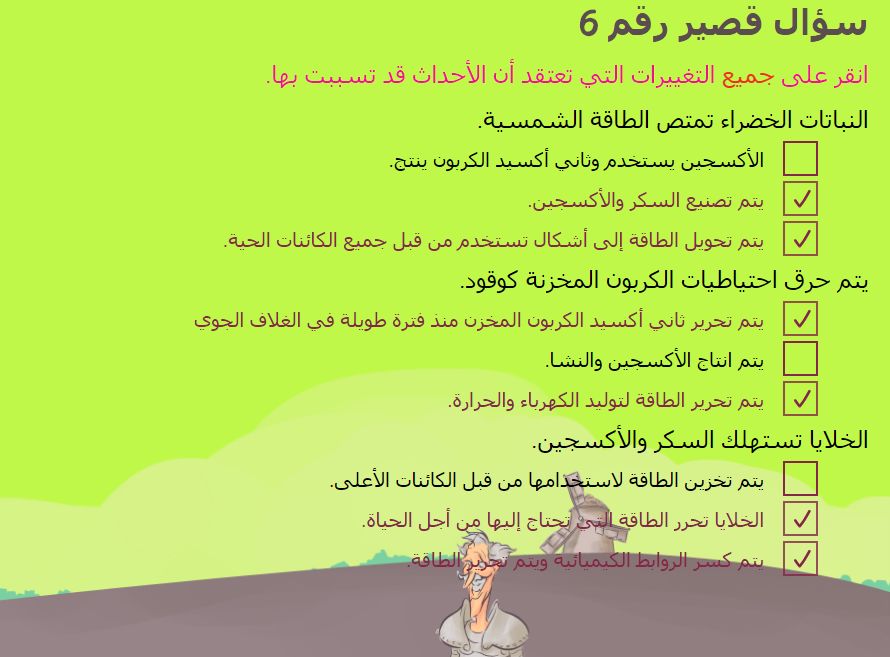 سؤال قصير رقم 6
انقر على جميع التغييرات التي تعتقد أن الأحداث قد تسببت بها.
النباتات الخضراء تمتص الطاقة الشمسية.
الأكسجين يستخدم وثاني أكسيد الكربون ينتج.
يتم تصنيع السكر والأكسجين.
يتم تحويل الطاقة إلى أشكال تستخدم من قبل جميع الكائنات الحية.
يتم حرق احتياطيات الكربون المخزنة كوقود.
يتم تحرير ثاني أكسيد الكربون المخزن منذ فترة طويلة في الغلاف الجوي
يتم انتاج الأكسجين والنشا.
يتم تحرير الطاقة لتوليد الكهرباء والحرارة.
الخلايا تستهلك السكر والأكسجين.
يتم تخزين الطاقة لاستخدامها من قبل الكائنات الأعلى.
الخلايا تحرر الطاقة التي تحتاج إليها من أجل الحياة.
يتم كسر الروابط الكيميائية ويتم تحرير الطاقة.